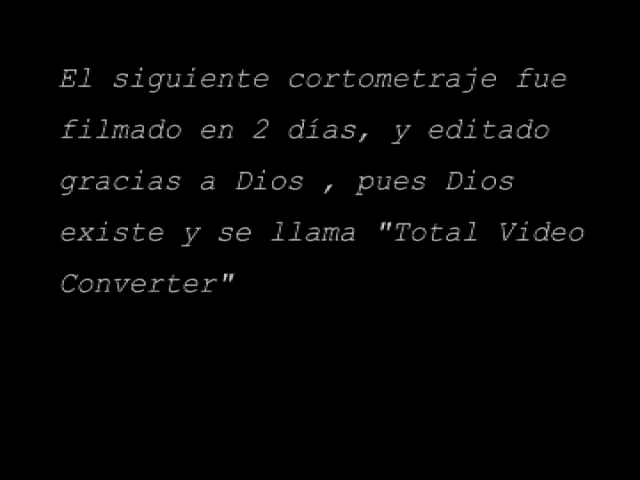 El siguiente cortometraje fue
filmado en 2 días, y editado
gracias a Dios , pues Dios
existe y se llama "Total Video
Converter"